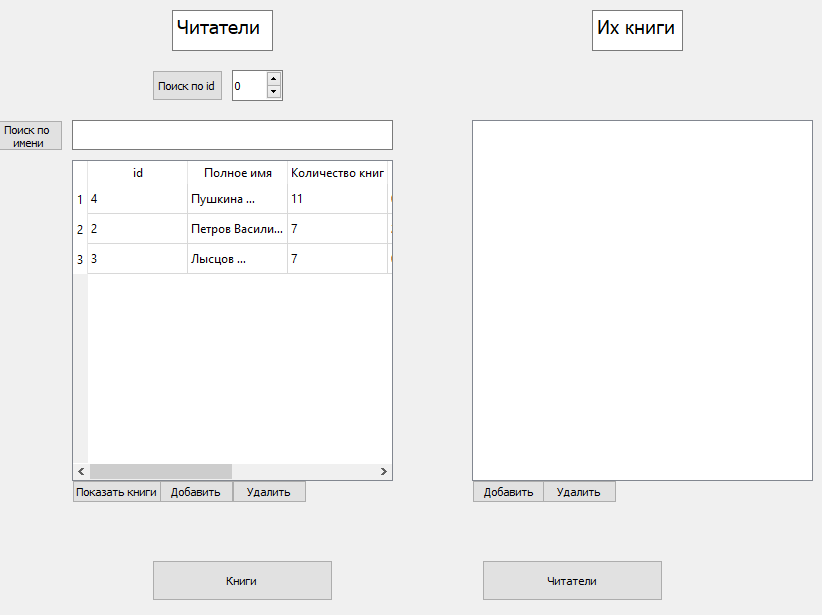 Читатели
Их книги
Поиск по id
0
Поиск по
имени
id Полное имя Количество книг
1 4 Пушкина ... 11
2 2 Петров Васили... 7
3 3 Лысцов ... 7
Показать книги Добавить Удалить
Добавить Удалить
Книги
Читатели